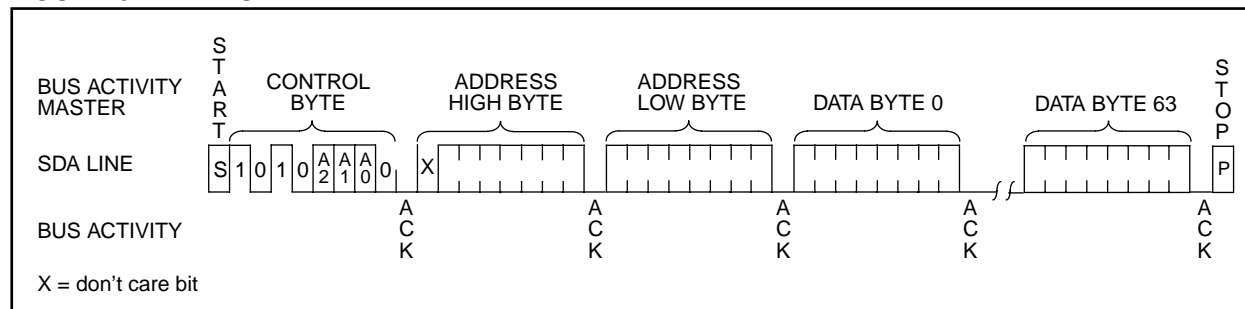 BUS ACTIVITY
MASTER
START
CONTROL
BYTE
ADDRESS
HIGH BYTE
ADDRESS
LOW BYTE
DATA BYTE 0
DATA BYTE 63
STOP
SDA LINE
S 1 0 1 0 A2 A1 A0 0 X P
BUS ACTIVITY
ACK ACK ACK ACK ACK
X = don't care bit